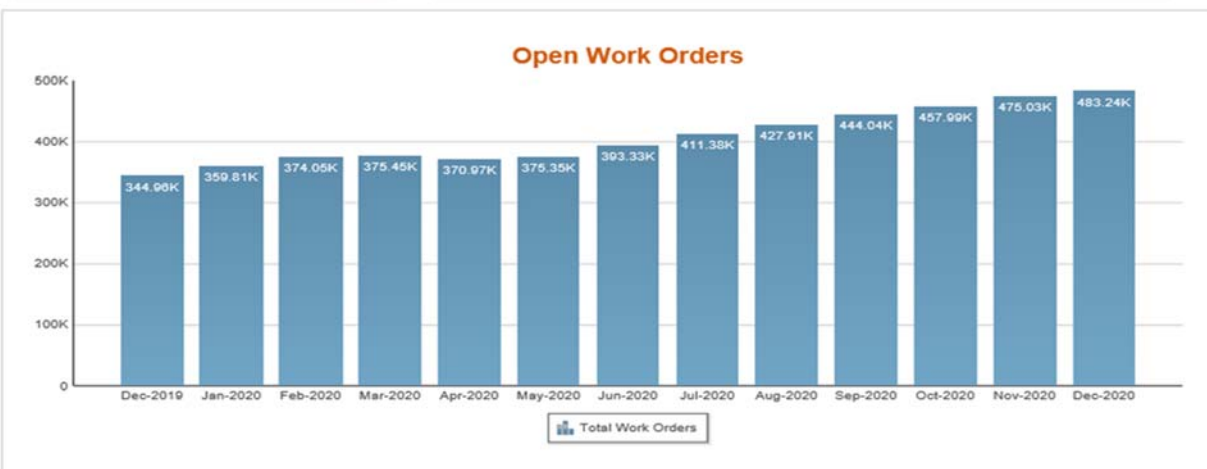 Open Work Orders
500K
400K
300K
200K
100K
0
344.96K 359.81K 374.05K 375.45K 370.97K 375.35K 393.33K 411.38K 427.91K 444.04K 457.99K 475.03K 483.24K
Dec-2019 Jan-2020 Feb-2020 Mar-2020 Apr-2020 May-2020 Jun-2020 Jul-2020 Aug-2020 Sep-2020 Oct-2020 Nov-2020 Dec-2020
Total Work Orders